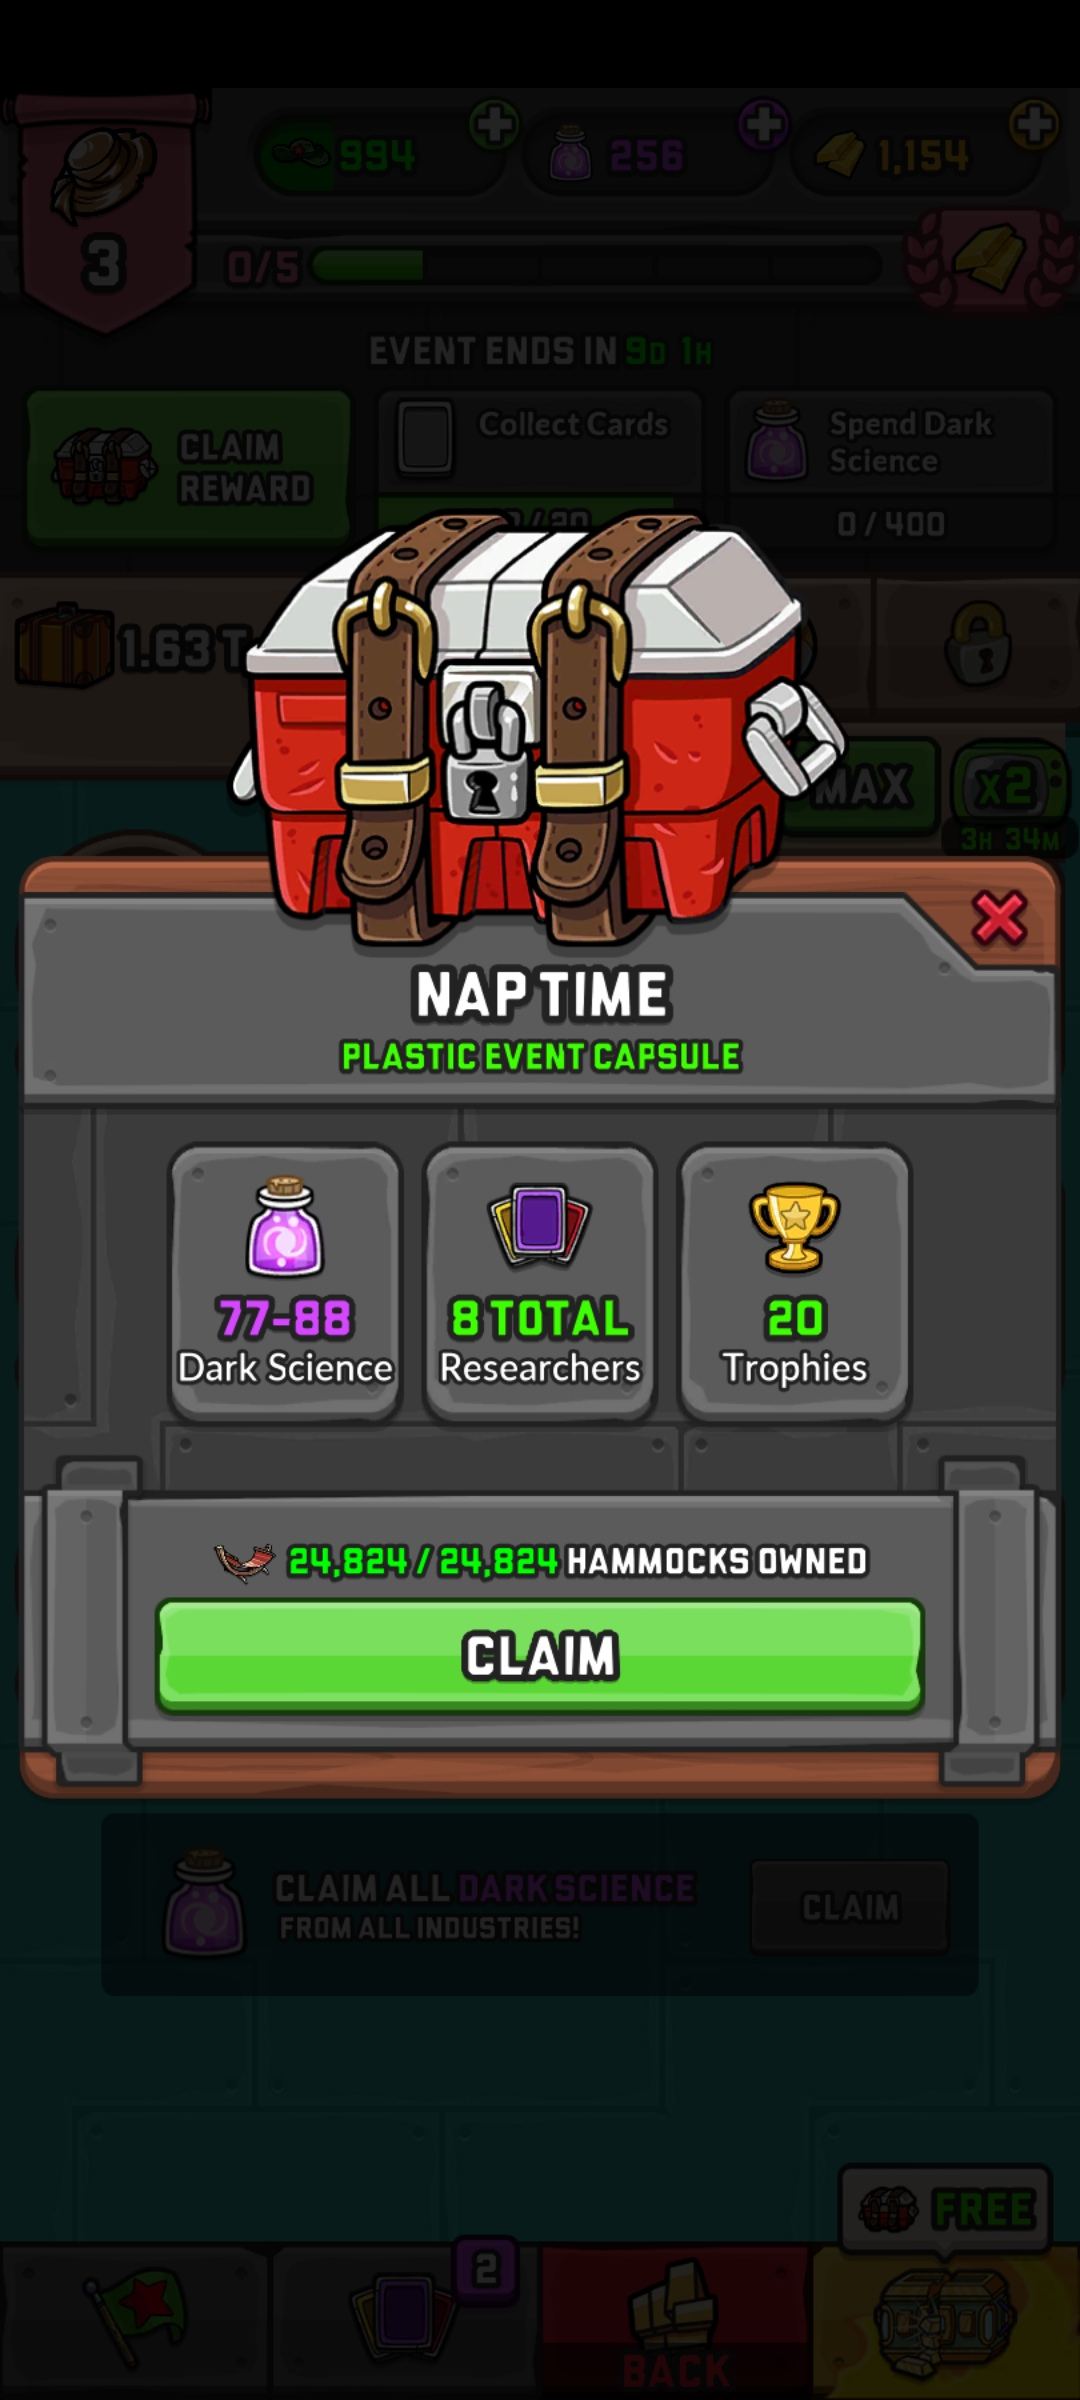 994
256
1,154
3
0/5
EVENT ENDS IN 9D 1H
CLAIM
REWARD
Collect Cards
Spend Dark
Science
/20
0 / 400
1.63 T
MAX
x2
3H 34M
NAP TIME
PLASTIC EVENT CAPSULE
77-88
Dark Science
8 TOTAL
Researchers
20
Trophies
24,824 / 24,824 HAMMOCKS OWNED
CLAIM
CLAIM ALL DARK SCIENCE
FROM ALL INDUSTRIES!
CLAIM
FREE
2
BACK